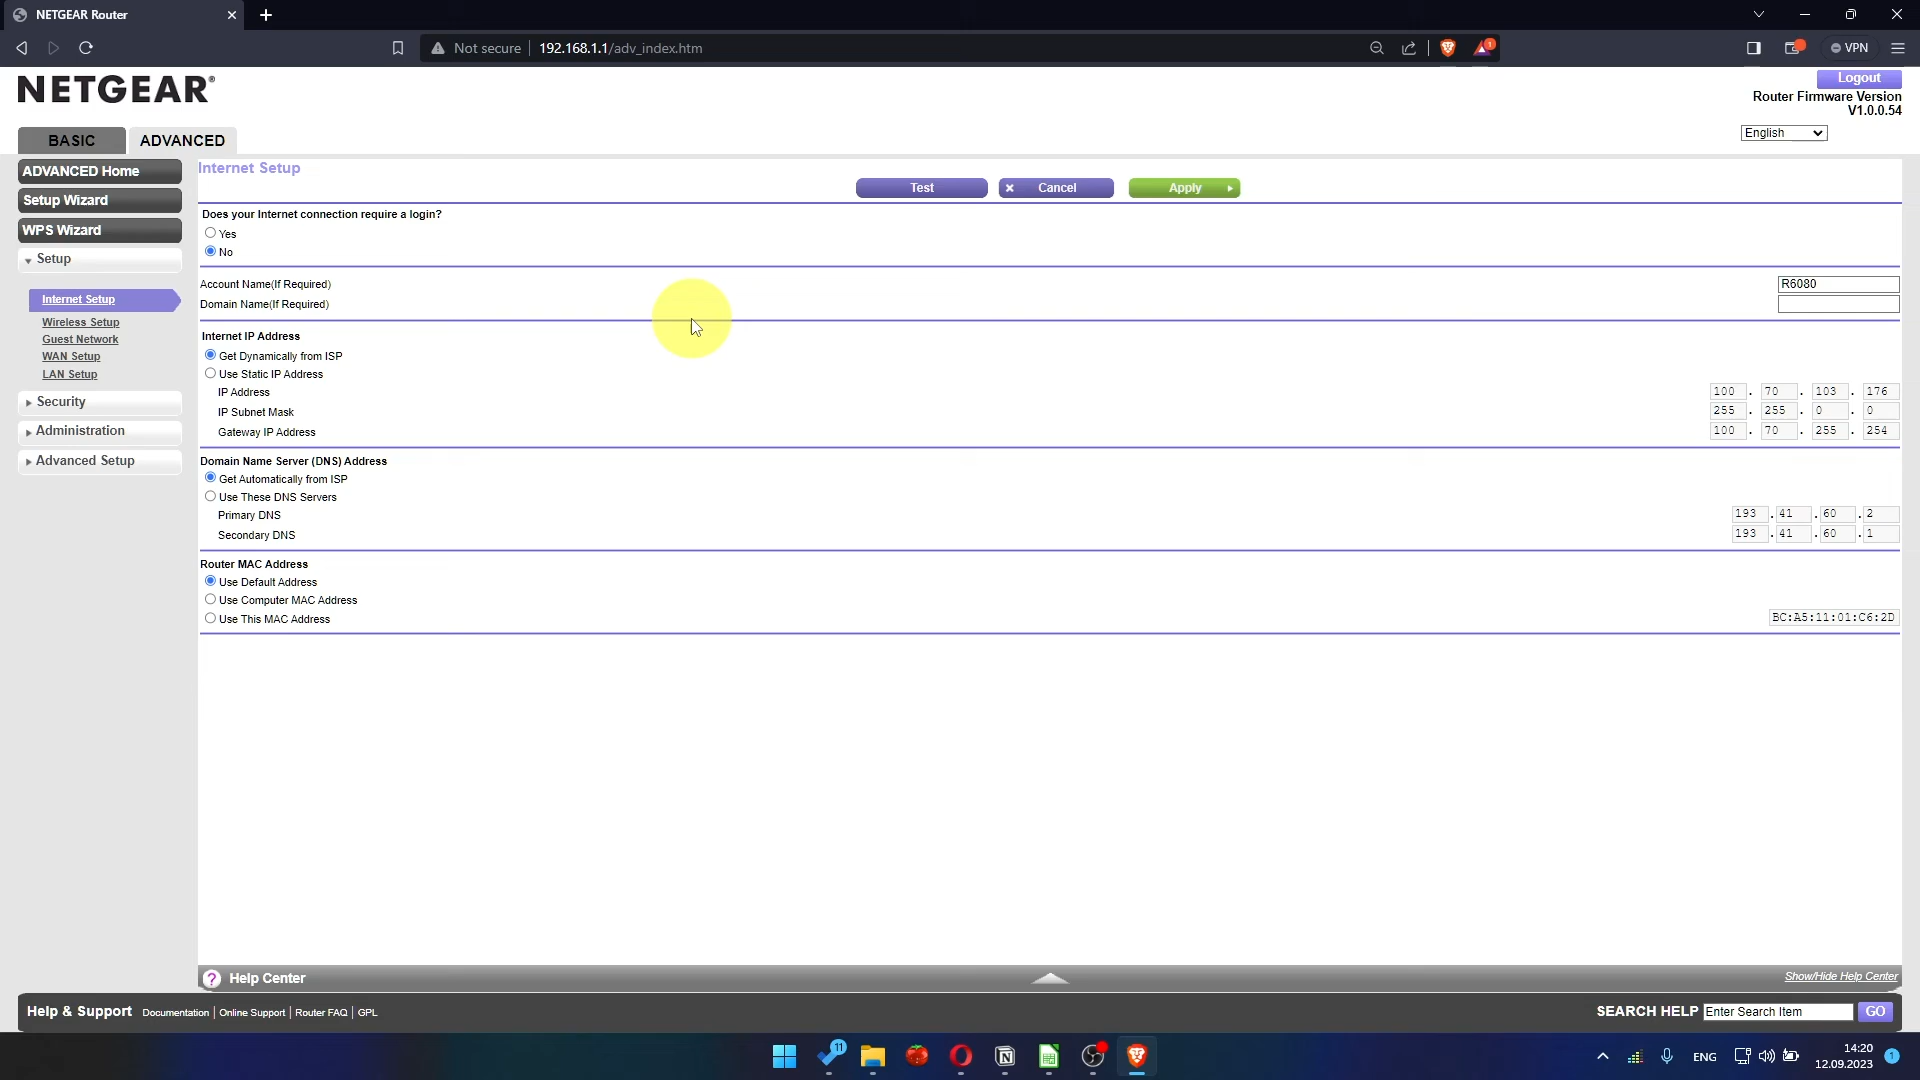 NETGEAR Router
Not secure
192.168.1.1/adv_index.htm
1
VPN
NETGEAR®
Logout
Router Firmware Version
V1.0.0.54
English
BASIC
ADVANCED
ADVANCED Home
Setup Wizard
WPS Wizard
Setup
Internet Setup
Wireless Setup
Guest Network
WAN Setup
LAN Setup
Security
Administration
Advanced Setup
Internet Setup
Test
Cancel
Apply
Does your Internet connection require a login?
Yes
No
Account Name(If Required)
R6080
Domain Name(If Required)
Internet IP Address
Get Dynamically from ISP
Use Static IP Address
IP Address
100 . 70 . 103 . 176
IP Subnet Mask
255 . 255 . 0 . 0
Gateway IP Address
100 . 70 . 255 . 254
Domain Name Server (DNS) Address
Get Automatically from ISP
Use These DNS Servers
Primary DNS
193 . 41 . 60 . 2
Secondary DNS
193 . 41 . 60 . 1
Router MAC Address
Use Default Address
Use Computer MAC Address
Use This MAC Address
BC:A5:11:01:C6:2D
? Help Center
Show/Hide Help Center
Help & Support
Documentation | Online Support | Router FAQ | GPL
SEARCH HELP
Enter Search Item
GO
11
N
ENG
14:20
12.09.2023
1